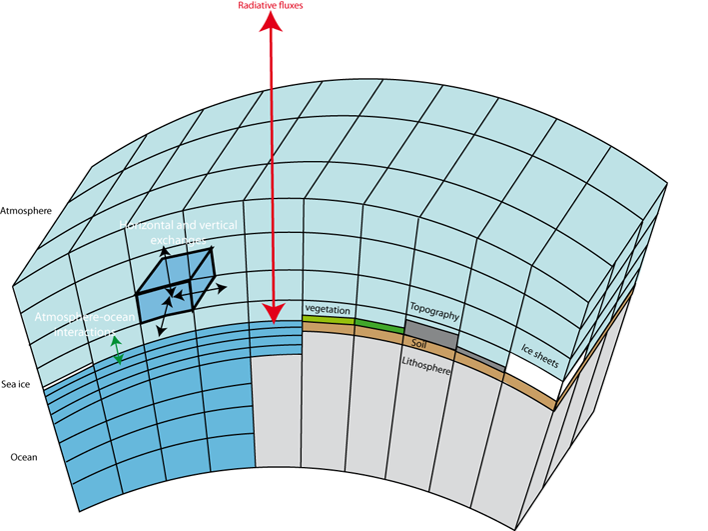 Radiative fluxes
Atmosphere
Horizontal and vertical
exchanges
Atmosphere-ocean
interactions
vegetation
Topography
Ice sheets
Soil
Lithosphere
Sea ice
Ocean